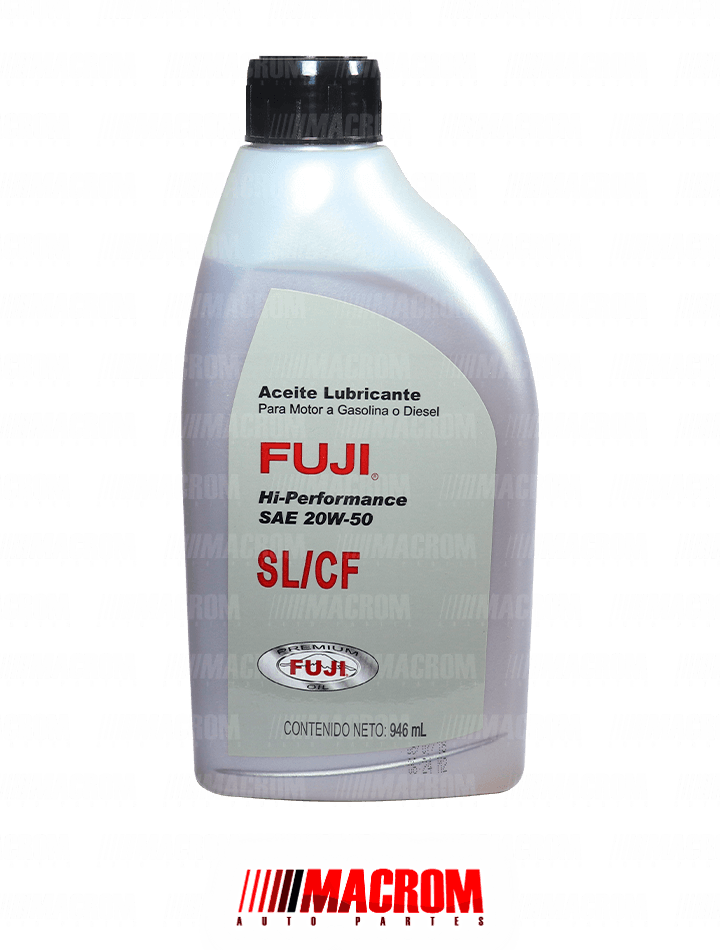 Aceite Lubricante
Para Motor a Gasolina o Diesel
FUJI®
Hi-Performance
SAE 20W-50
SL/CF
PREMIUM
FUJI
OIL
CONTENIDO NETO: 946 mL
MACROM
AUTO PARTES